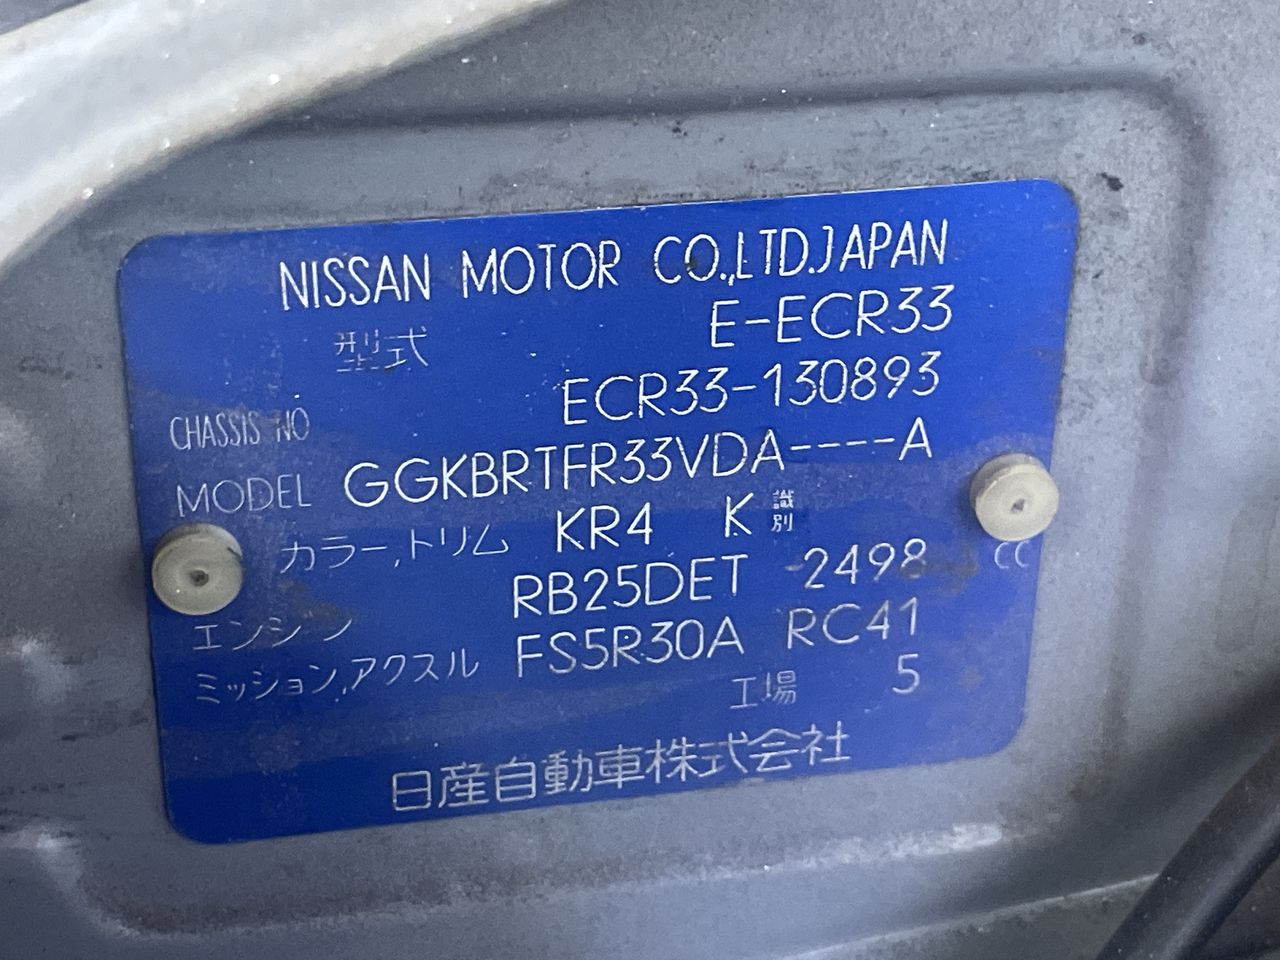 NISSAN MOTOR CO.,LTD.JAPAN
型式 E-ECR33
CHASSIS NO ECR33-130893
MODEL GGKBRTFR33VDA----A
カラー,トリム KR4 K 識別
エンジン RB25DET 2498 CC
ミッション,アクスル FS5R30A RC41
工場 5
日産自動車株式会社